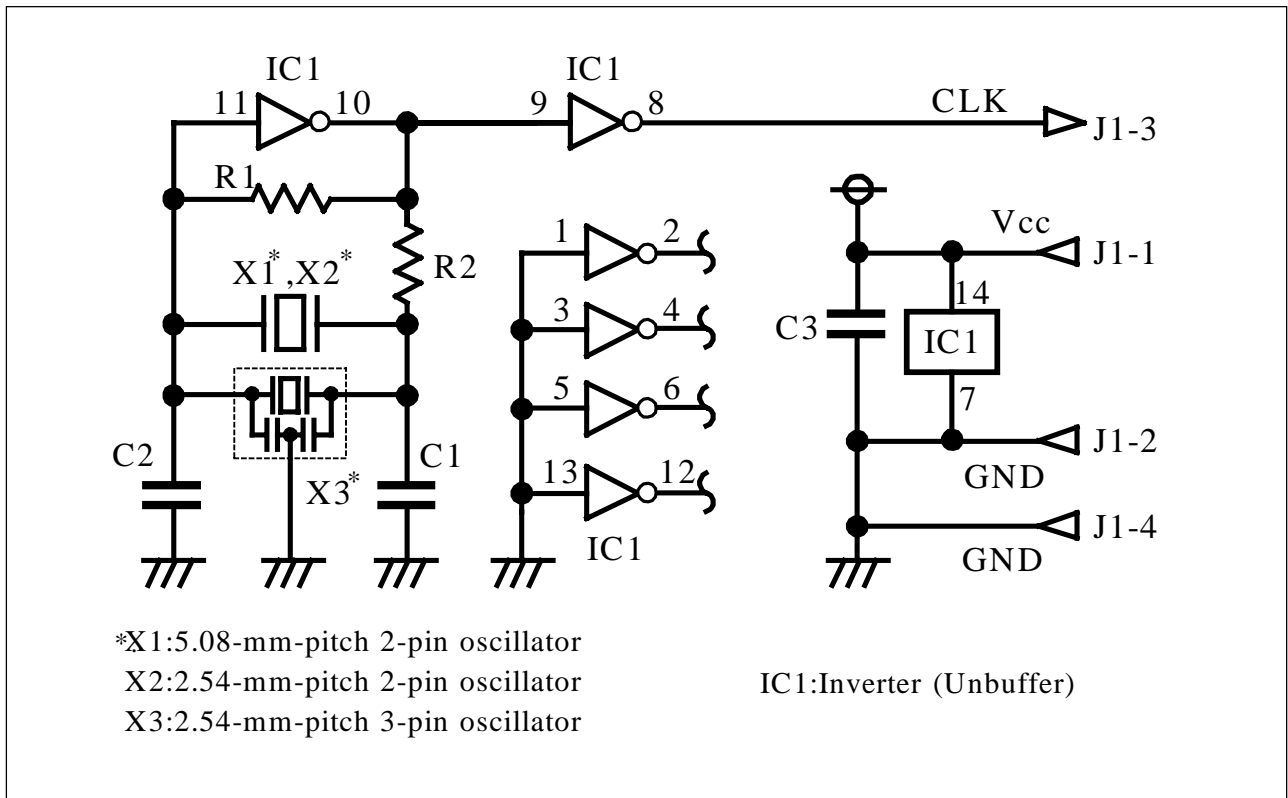 IC1 IC1
11 10 9 8 CLK J1-3
R1
1 2 Vcc J1-1
X1*,X2* R2
3 4 C3 14
IC1
5 6 7
C2 C1 J1-2
X3* 13 12 GND
IC1 J1-4
GND
*X1:5.08-mm-pitch 2-pin oscillator
X2:2.54-mm-pitch 2-pin oscillator IC1:Inverter (Unbuffer)
X3:2.54-mm-pitch 3-pin oscillator